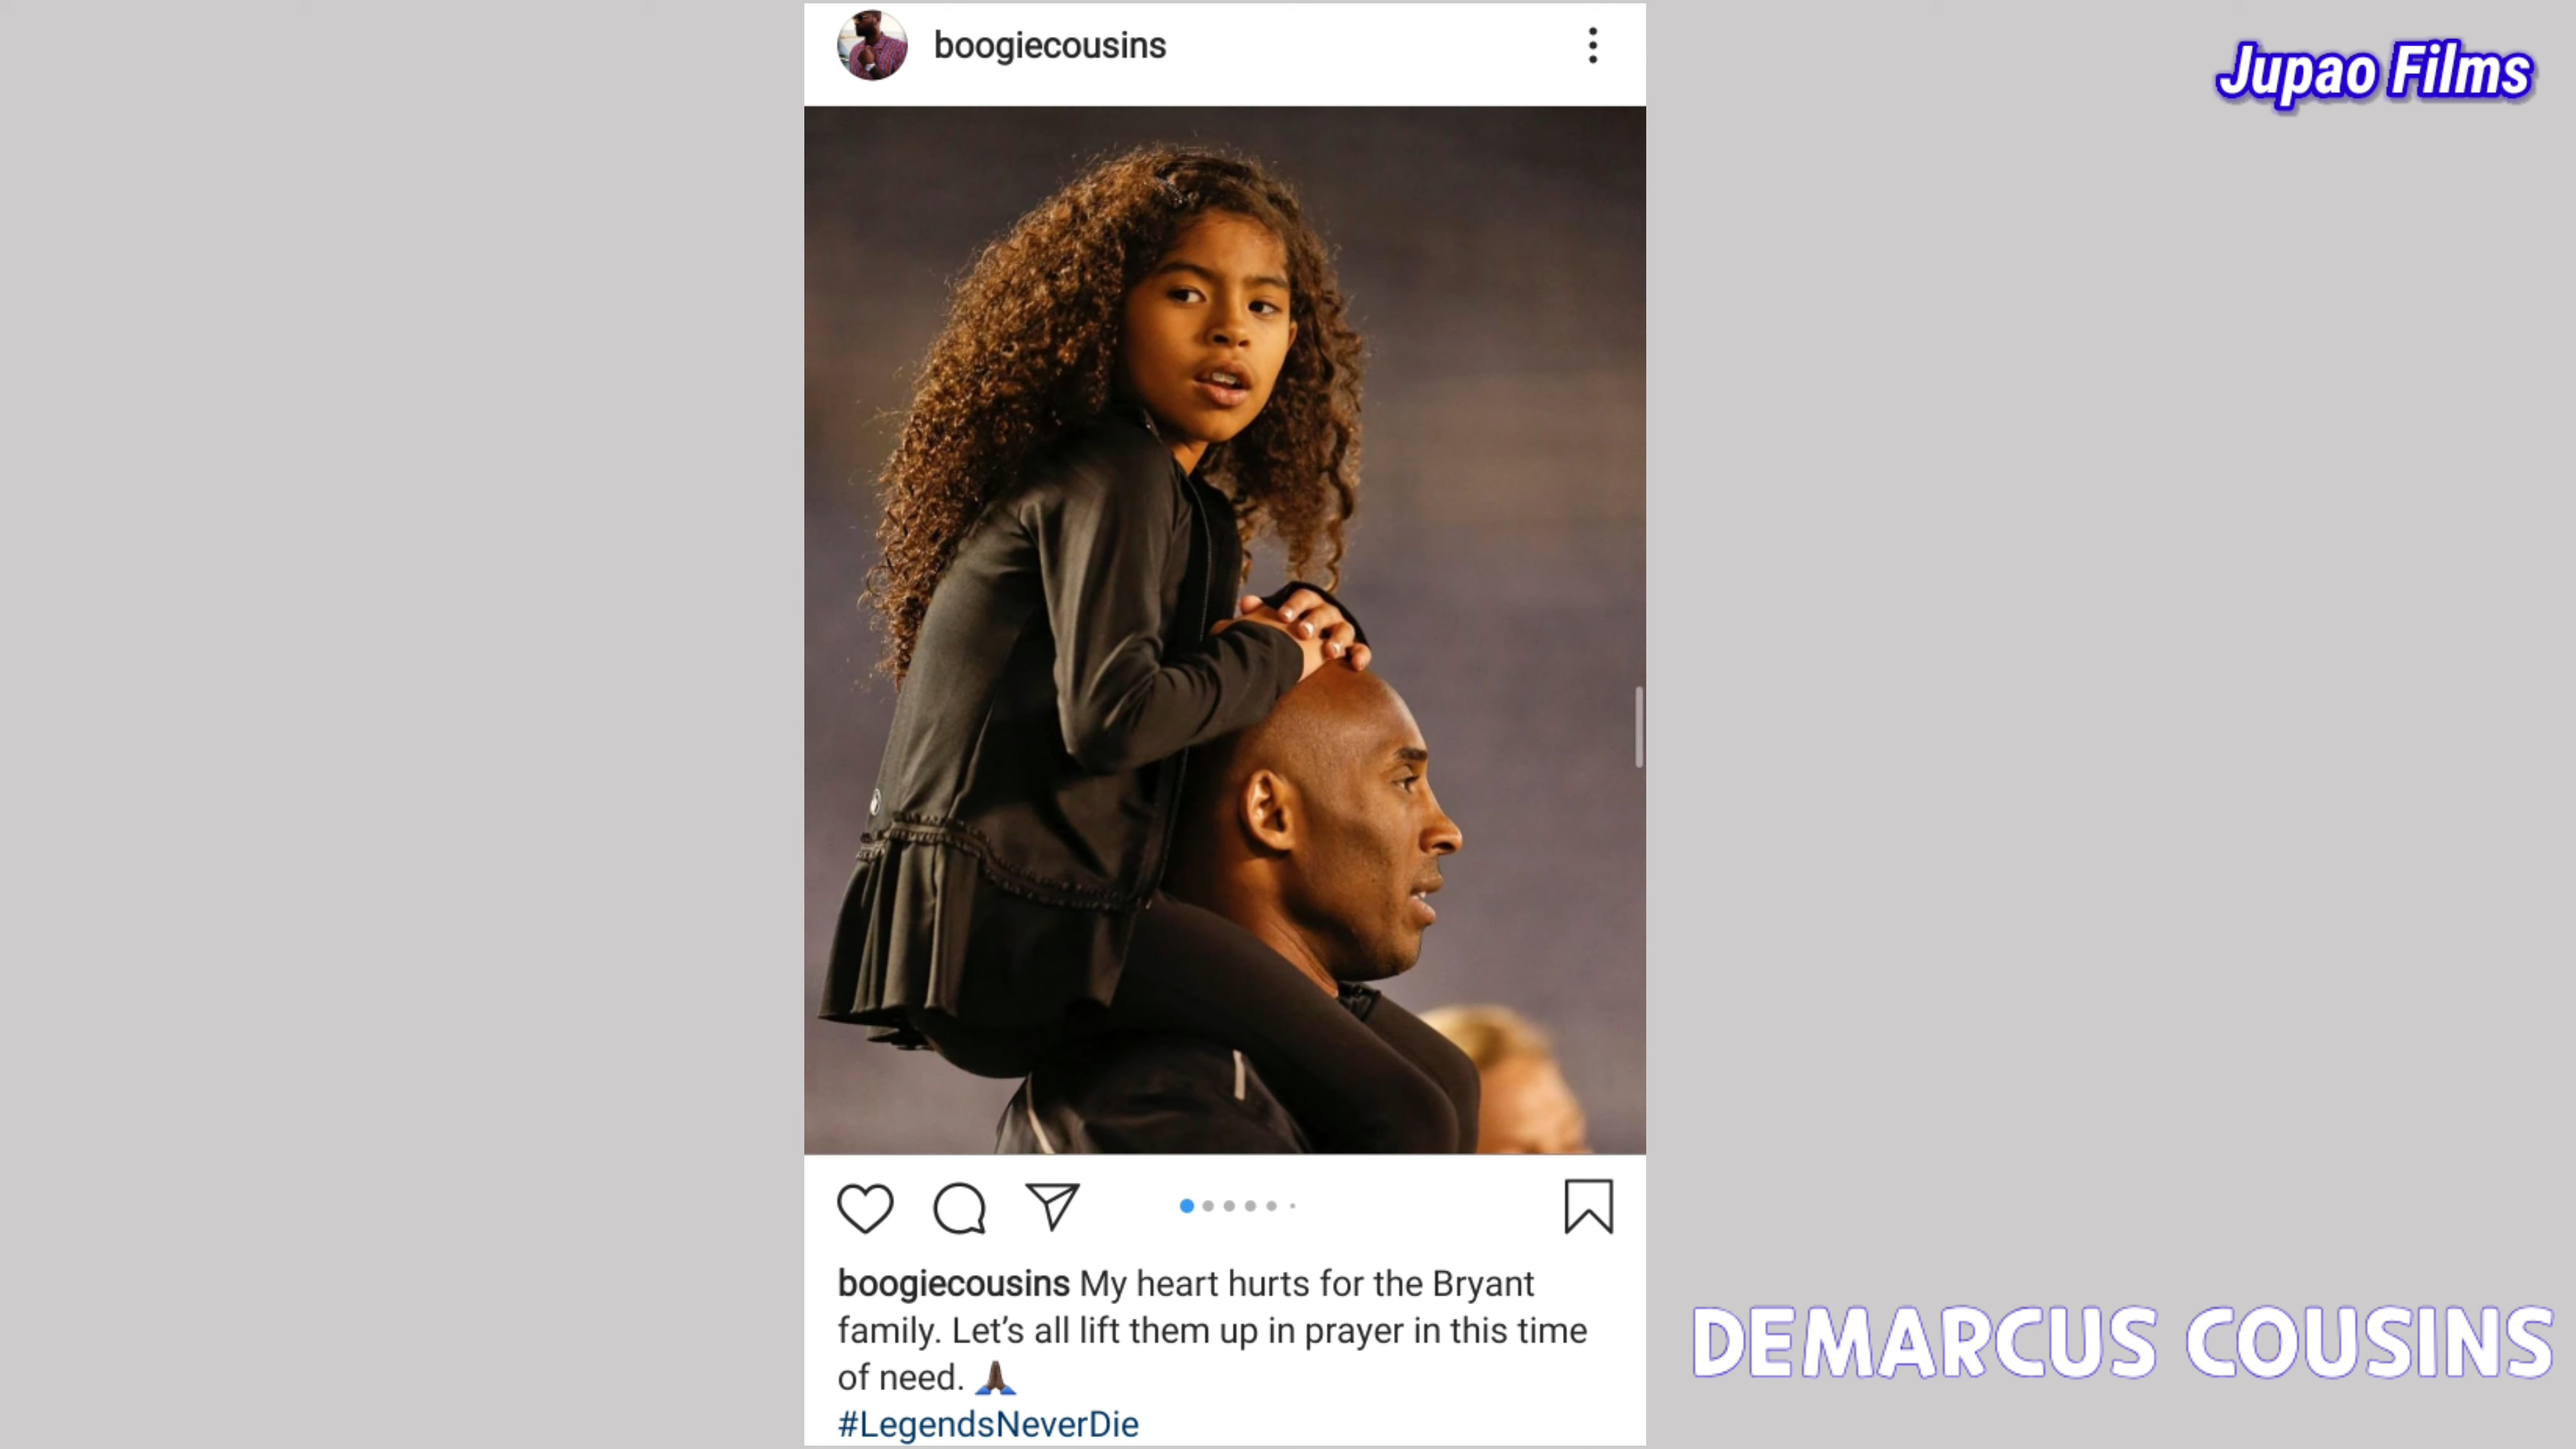 boogiecousins
Jupao Films
boogiecousins My heart hurts for the Bryant
family. Let's all lift them up in prayer in this time
of need. 🙏🏿
#LegendsNeverDie
DEMARCUS COUSINS